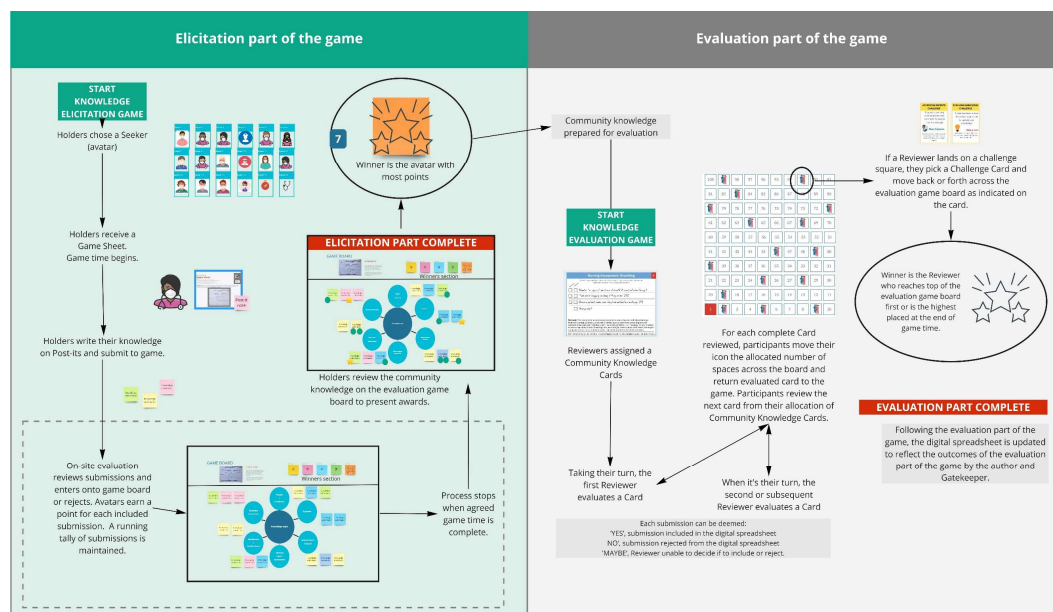 Elicitation part of the game
START
KNOWLEDGE
ELICITATION GAME
Holders chose a Seeker
(avatar)
Holders receive a
Game Sheet.
Game time begins.
Holders write their knowledge
on Post-its and submit to game.
On-site evaluation
reviews submissions and
enters onto game board
or rejects. Avatars earn a
point for each included
submission. A running
tally of submissions is
maintained.
GAME BOARD
Winners section
Process stops
when agreed
game time is
complete.
ELICITATION PART COMPLETE
GAME BOARD
Winners section
Holders review the community
knowledge on the evaluation game
board to present awards.
7
Winner is the avatar with
most points
Evaluation part of the game
Community knowledge
prepared for evaluation
START
KNOWLEDGE
EVALUATION GAME
Reviewers assigned a
Community Knowledge
Cards
Taking their turn, the
first Reviewer
evaluates a Card
For each complete Card
reviewed, participants move their
icon the allocated number of
spaces across the board and
return evaluated card to the
game. Participants review the
next card from their allocation of
Community Knowledge Cards.
When it's their turn, the
second or subsequent
Reviewer evaluates a Card
Each submission can be deemed:
'YES', submission included in the digital spreadsheet
NO', submission rejected from the digital spreadsheet
'MAYBE', Reviewer unable to decide if to include or reject.
If a Reviewer lands on a challenge
square, they pick a Challenge Card and
move back or forth across the
evaluation game board as indicated on
the card.
Winner is the Reviewer
who reaches top of the
evaluation game board
first or is the highest
placed at the end of
game time.
EVALUATION PART COMPLETE
Following the evaluation part of the
game, the digital spreadsheet is updated
to reflect the outcomes of the evaluation
part of the game by the author and
Gatekeeper.